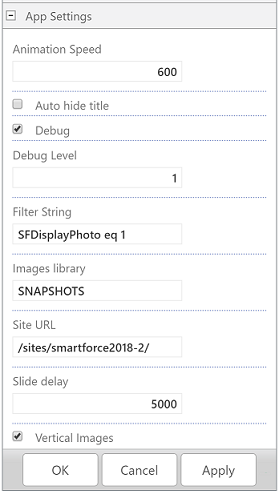 App Settings
Animation Speed
600
Auto hide title
Debug
Debug Level
1
Filter String
SFDisplayPhoto eq 1
Images library
SNAPSHOTS
Site URL
/sites/smartforce2018-2/
Slide delay
5000
Vertical Images
OK Cancel Apply